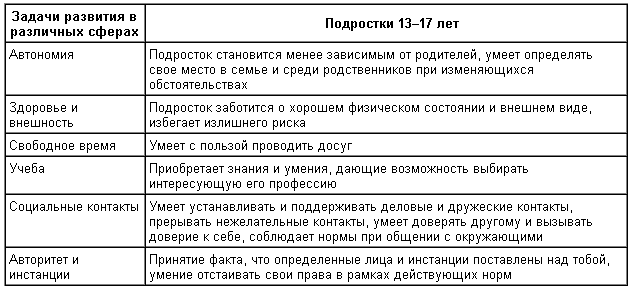 Задачи развития в
различных сферах
Подростки 13–17 лет
Автономия
Подросток становится менее зависимым от родителей, умеет определять
свое место в семье и среди родственников при изменяющихся
обстоятельствах
Здоровье и
внешность
Подросток заботится о хорошем физическом состоянии и внешнем виде,
избегает излишнего риска
Свободное время
Умеет с пользой проводить досуг
Учеба
Приобретает знания и умения, дающие возможность выбирать
интересующую его профессию
Социальные контакты
Умеет устанавливать и поддерживать деловые и дружеские контакты,
прерывать нежелательные контакты, умеет доверять другому и вызывать
доверие к себе, соблюдает нормы при общении с окружающими
Авторитет и
инстанции
Принятие факта, что определенные лица и инстанции поставлены над тобой,
умение отстаивать свои права в рамках действующих норм